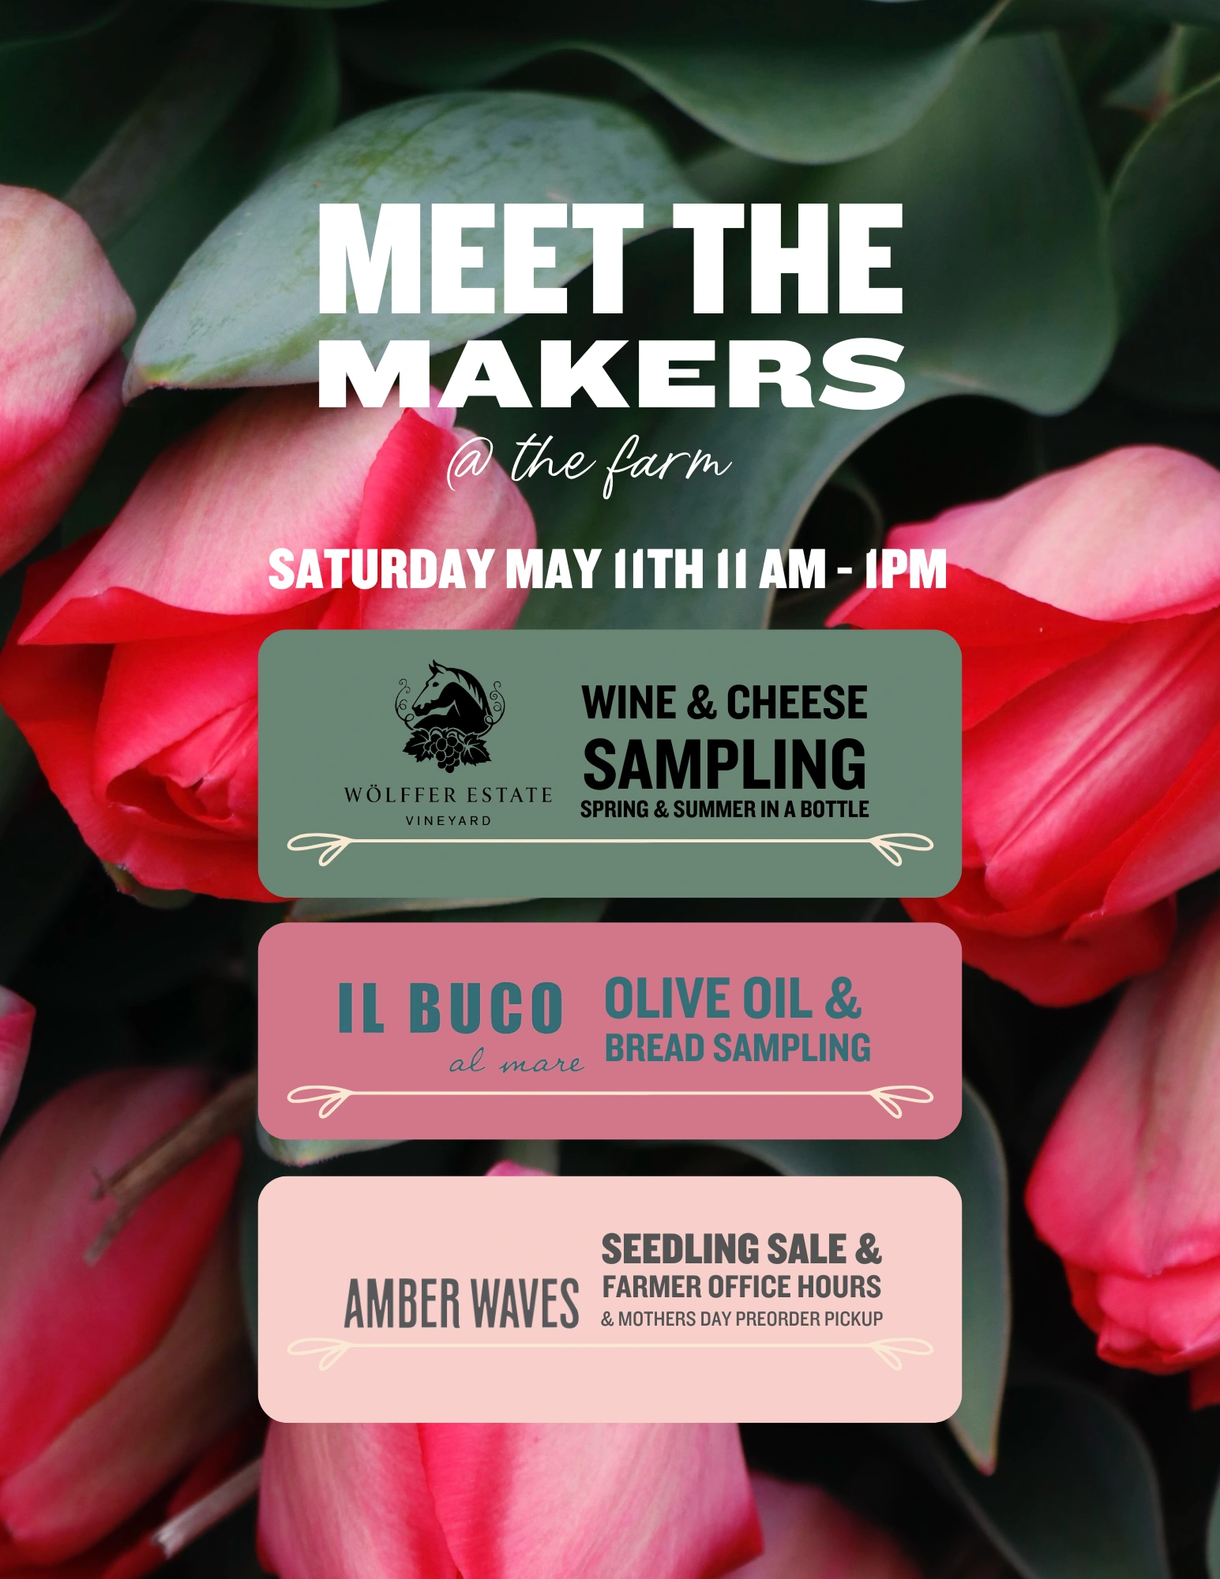 MEET THE
MAKERS
@ the farm
SATURDAY MAY 11TH 11 AM - 1PM
WÖLFFER ESTATE
VINEYARD
WINE & CHEESE
SAMPLING
SPRING & SUMMER IN A BOTTLE
IL BUCO
al mare
OLIVE OIL &
BREAD SAMPLING
AMBER WAVES
SEEDLING SALE &
FARMER OFFICE HOURS
& MOTHERS DAY PREORDER PICKUP